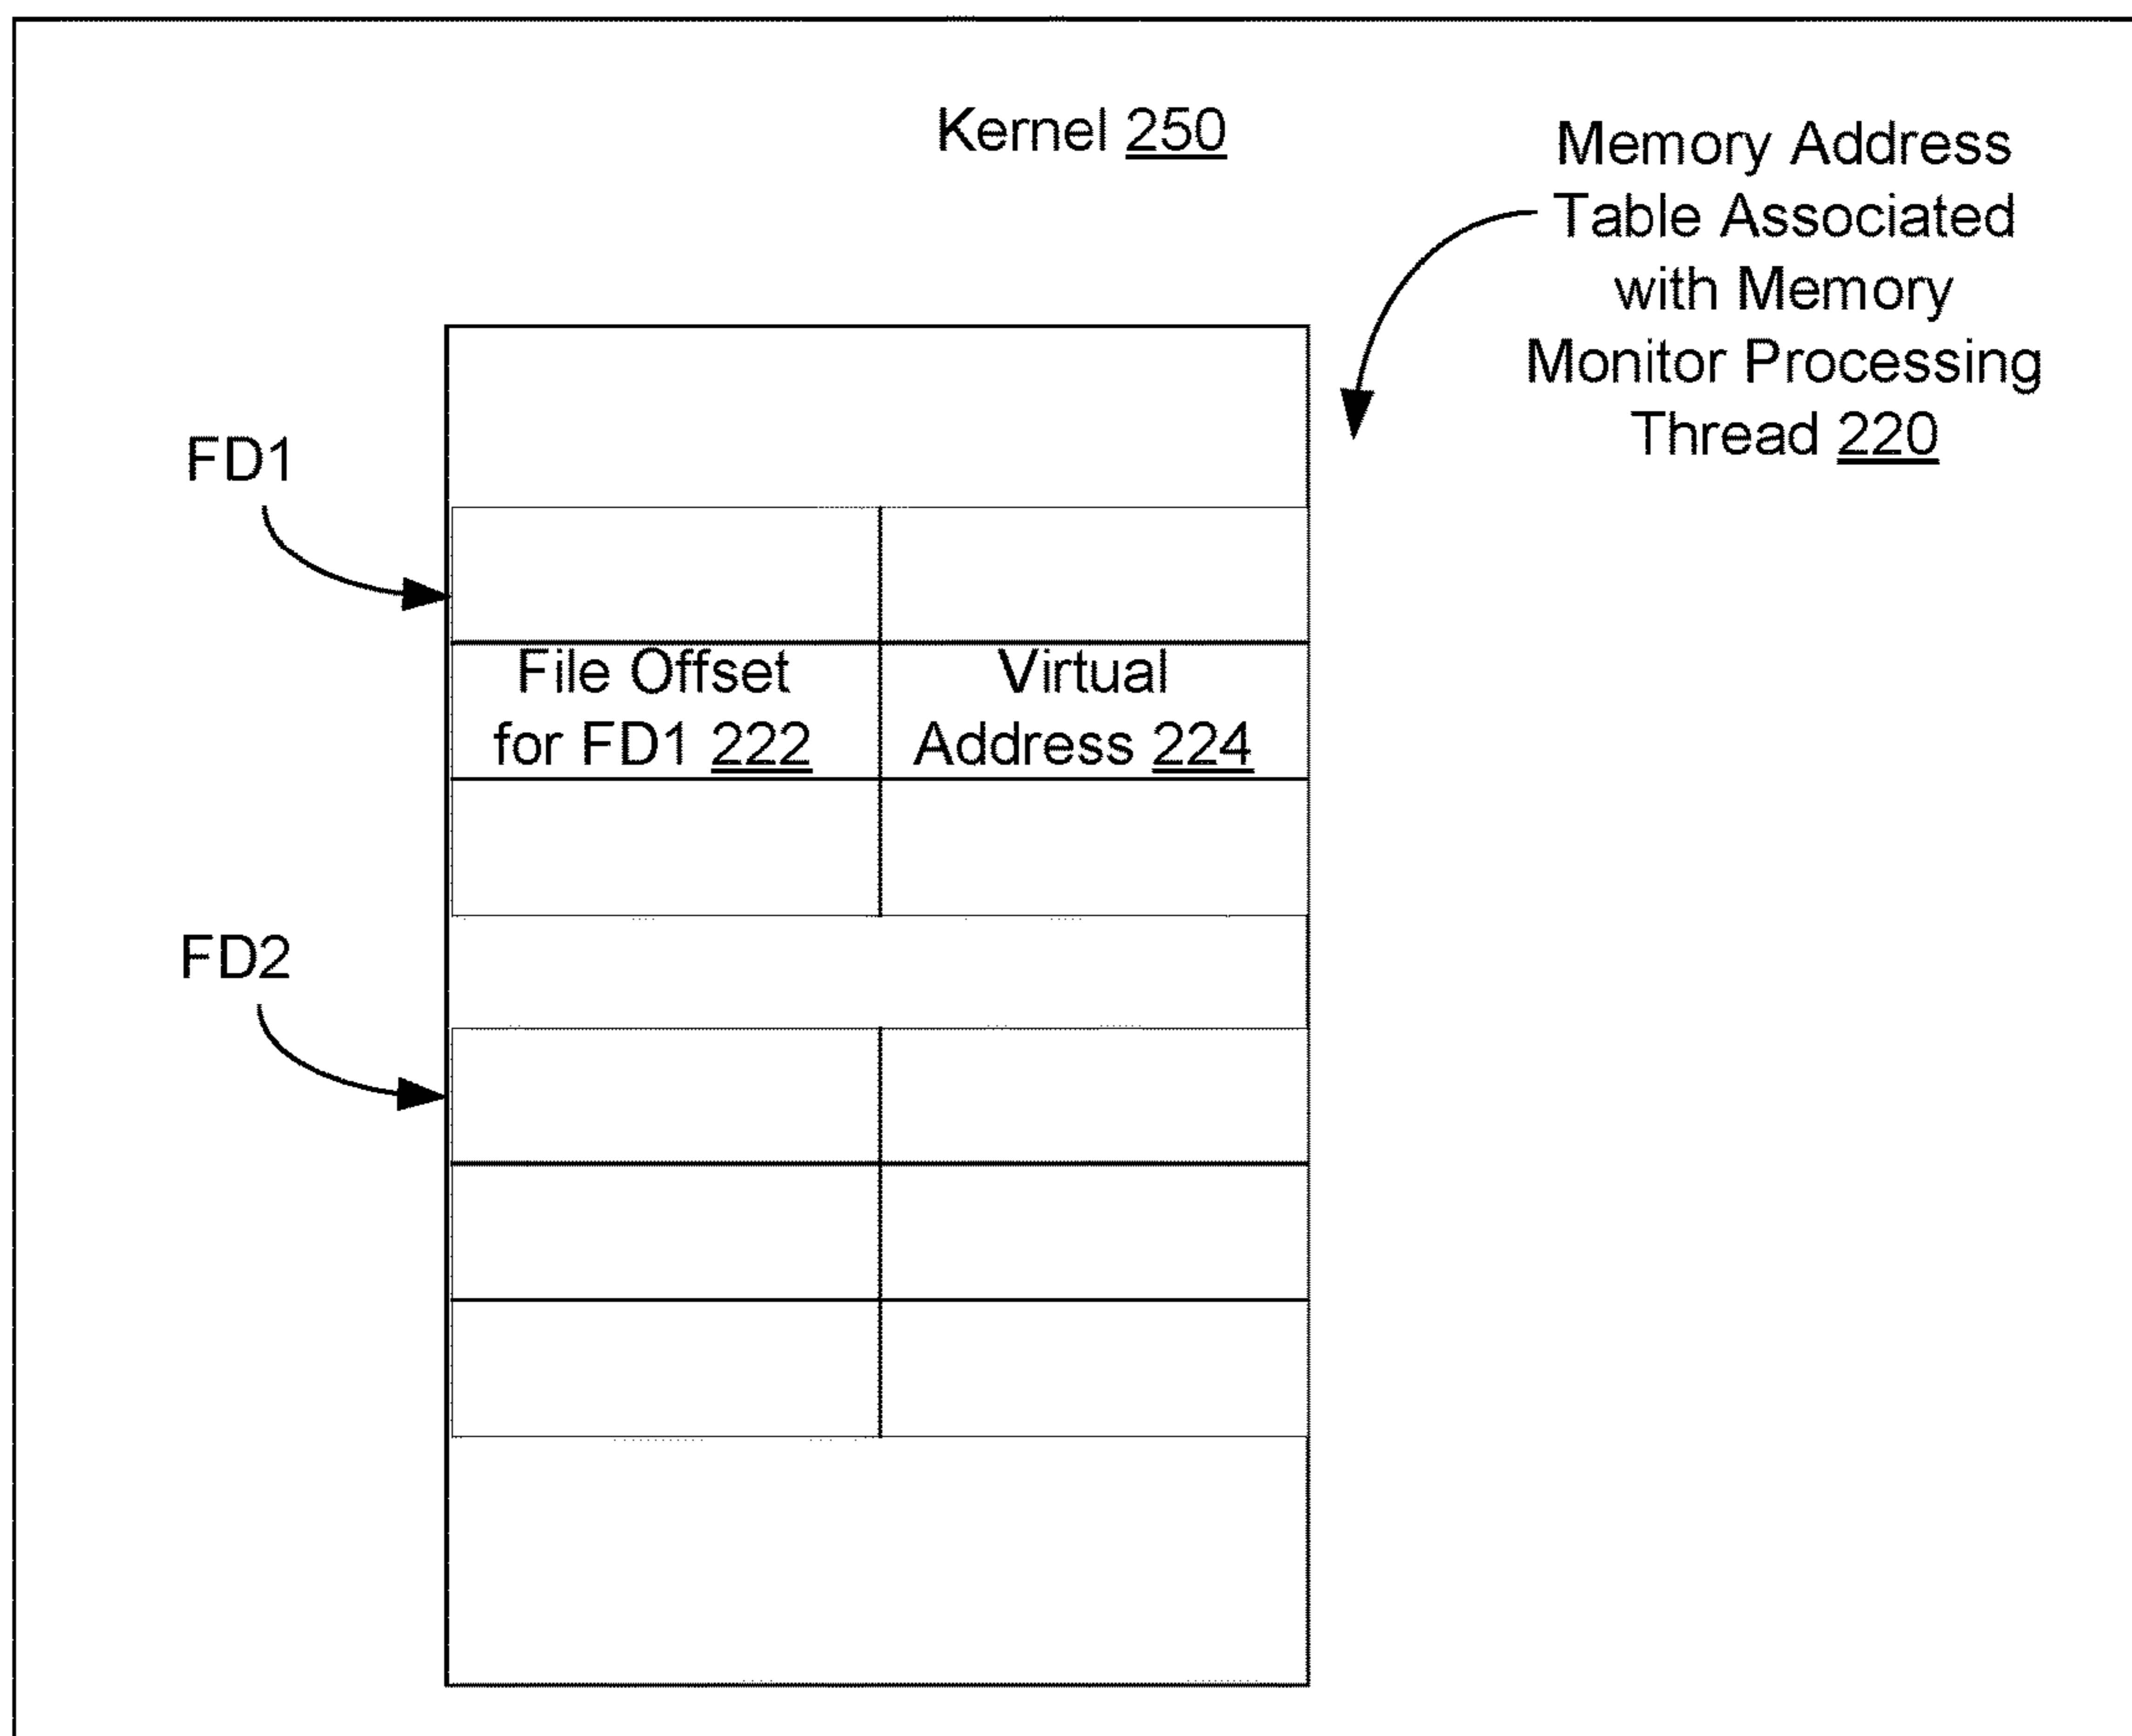 Kernel 250
Memory Address
Table Associated
with Memory
Monitor Processing
Thread 220
FD1
File Offset
for FD1 222
Virtual
Address 224
FD2